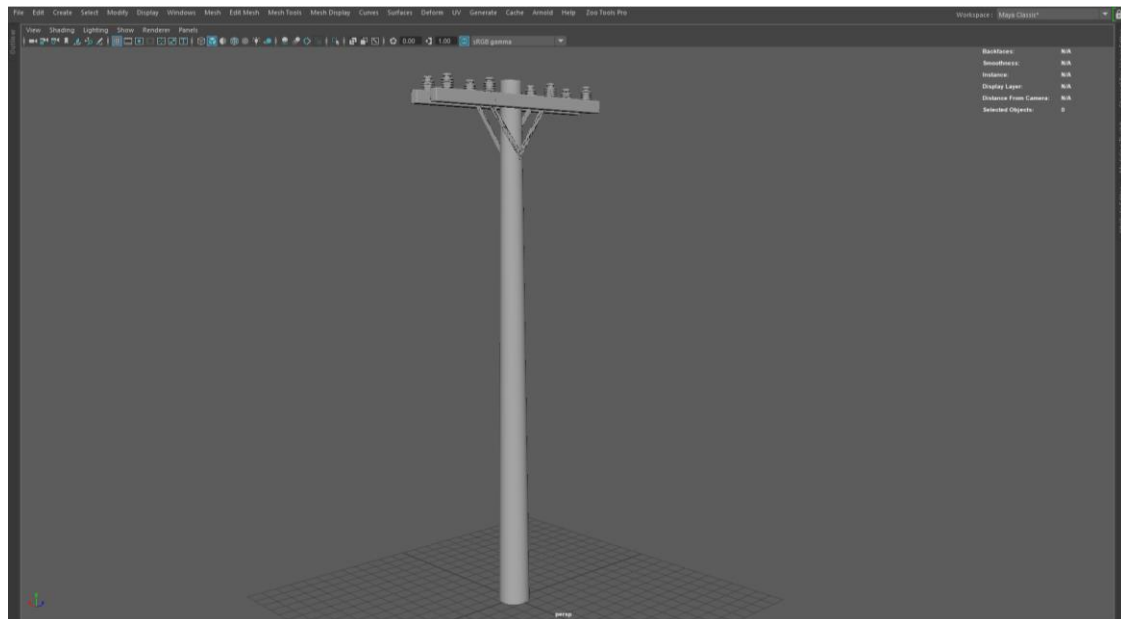 File Edit Create Select Modify Display Windows Mesh Edit Mesh Mesh Tools Mesh Display Curves Surfaces Deform UV Generate Cache Arnold Help Zoo Tools Pro
Workspace: Maya Classic*
View Shading Lighting Show Renderer Panels
0.00 1.00 sRGB gamma
Backfaces: N/A
Smoothness: N/A
Instance: N/A
Display Layer: N/A
Distance From Camera: N/A
Selected Objects: 0
persp